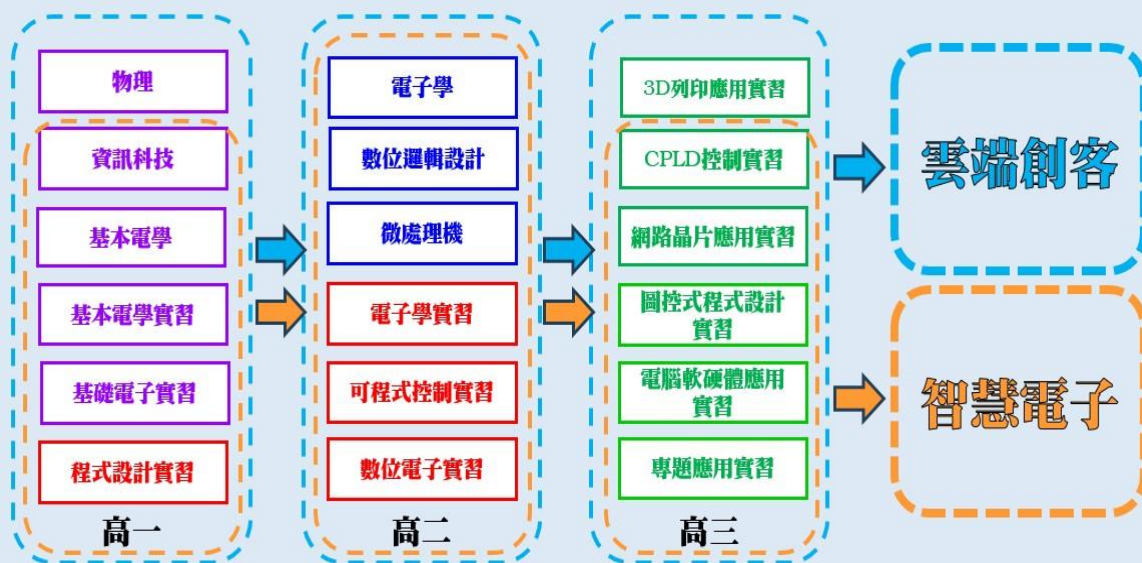 物理
資訊科技
基本電學
基本電學實習
基礎電子實習
程式設計實習
高一
電子學
數位邏輯設計
微處理機
電子學實習
可程式控制實習
數位電子實習
高二
3D列印應用實習
CPLD控制實習
網路晶片應用實習
圖控式程式設計
實習
電腦軟硬體應用
實習
專題應用實習
高三
雲端創客
智慧電子